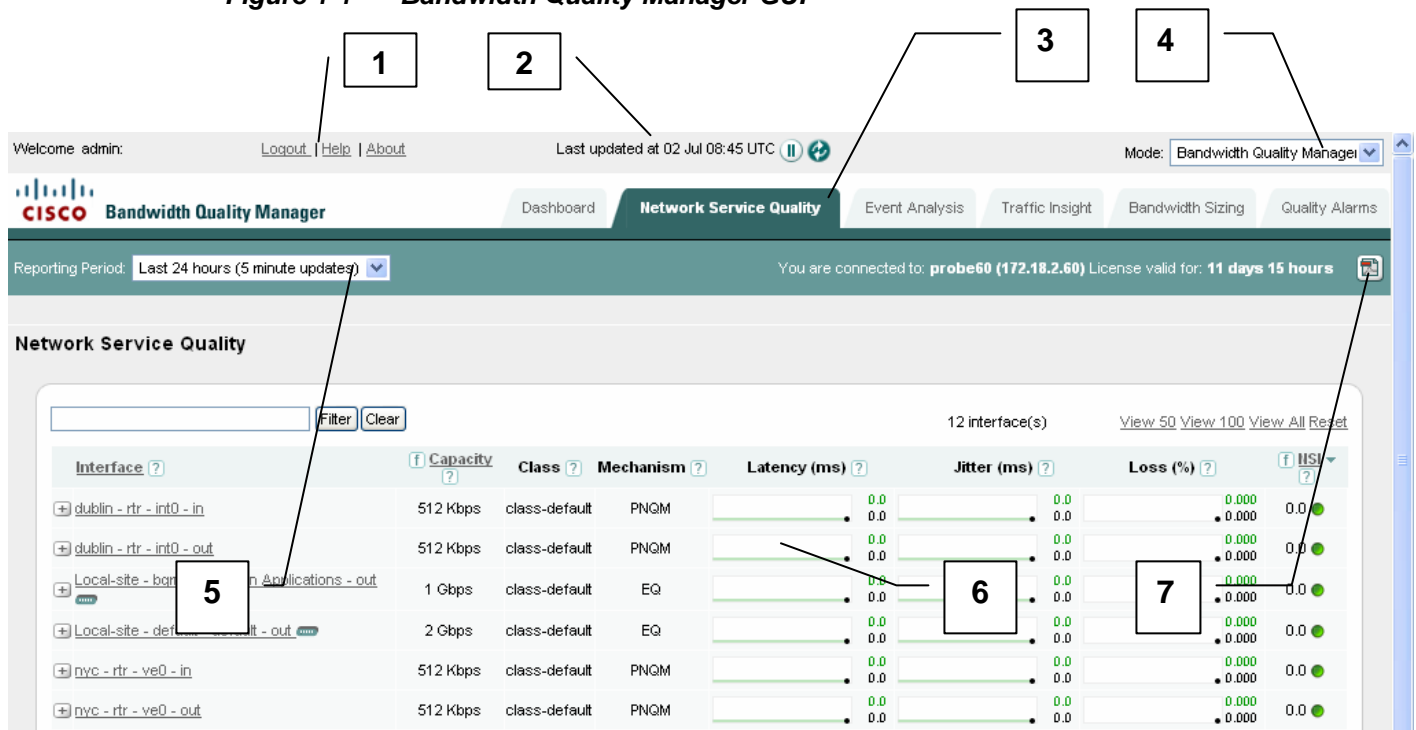 Bandwidth Quality Manager
1
2
3
4
Welcome admin: Logout | Help | About Last updated at 02 Jul 08:45 UTC Mode: Bandwidth Quality Manager
CISCO Bandwidth Quality Manager Dashboard Network Service Quality Event Analysis Traffic Insight Bandwidth Sizing Quality Alarms
Reporting Period: Last 24 hours (5 minute updates) You are connected to: probe60 (172.18.2.60) License valid for: 11 days 15 hours
Network Service Quality
Filter Clear 12 interface(s) View 50 View 100 View All Reset
Interface ? f Capacity ? Class ? Mechanism ? Latency (ms) ? Jitter (ms) ? Loss (%) ? f NSI ?
+ dublin - rtr - int0 - in 512 Kbps class-default PNQM 0.0 0.0 0.0 0.0 0.000 0.000 0.0
+ dublin - rtr - int0 - out 512 Kbps class-default PNQM 0.0 0.0 0.0 0.0 0.000 0.000 0.0
+ Local-site - Applications - out 1 Gbps class-default EQ 0.0 0.0 0.0 0.0 0.000 0.000 0.0
5
6
7
+ Local-site - - out 2 Gbps class-default EQ 0.0 0.0 0.0 0.0 0.000 0.000 0.0
+ nyc - rtr - ve0 - in 512 Kbps class-default PNQM 0.0 0.0 0.0 0.0 0.000 0.000 0.0
+ nyc - rtr - ve0 - out 512 Kbps class-default PNQM 0.0 0.0 0.0 0.0 0.000 0.000 0.0